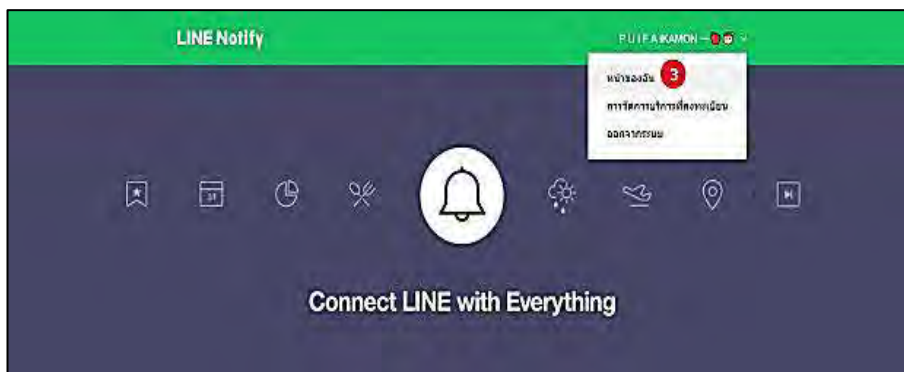 LINE Notify
P U I F A IKAMON –
หน้าของฉัน 3
การจัดการบริการที่ลงทะเบียน
ออกจากระบบ
31
Connect LINE with Everything